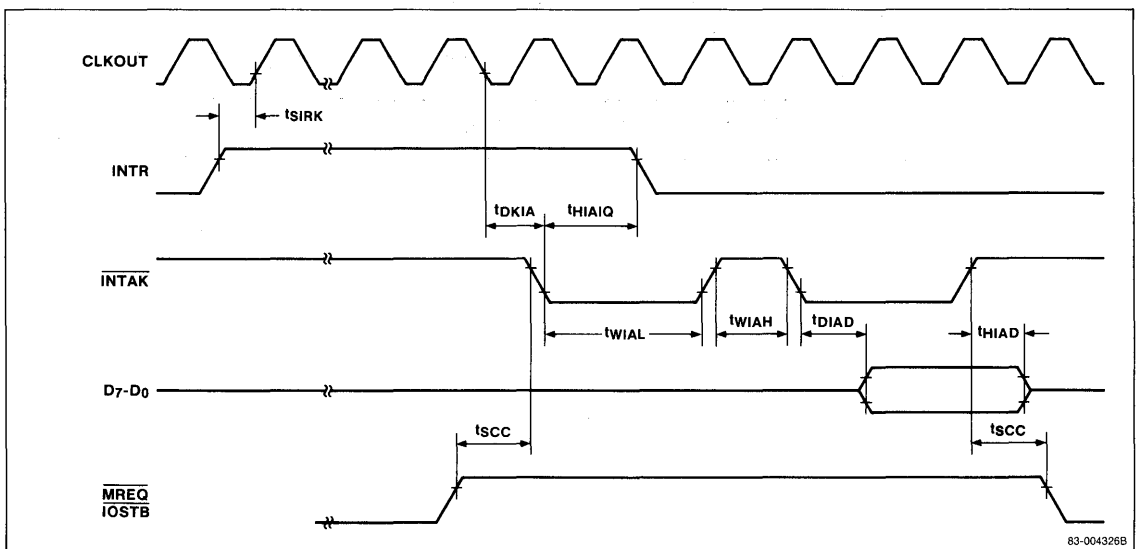 CLKOUT
tSIRK
INTR
tDKIA
tHIAIQ
INTAK
tWIAL
tWIAH
tDIAD
tHIAD
D7-D0
tSCC
tSCC
MREQ
IOSTB
83-004326B